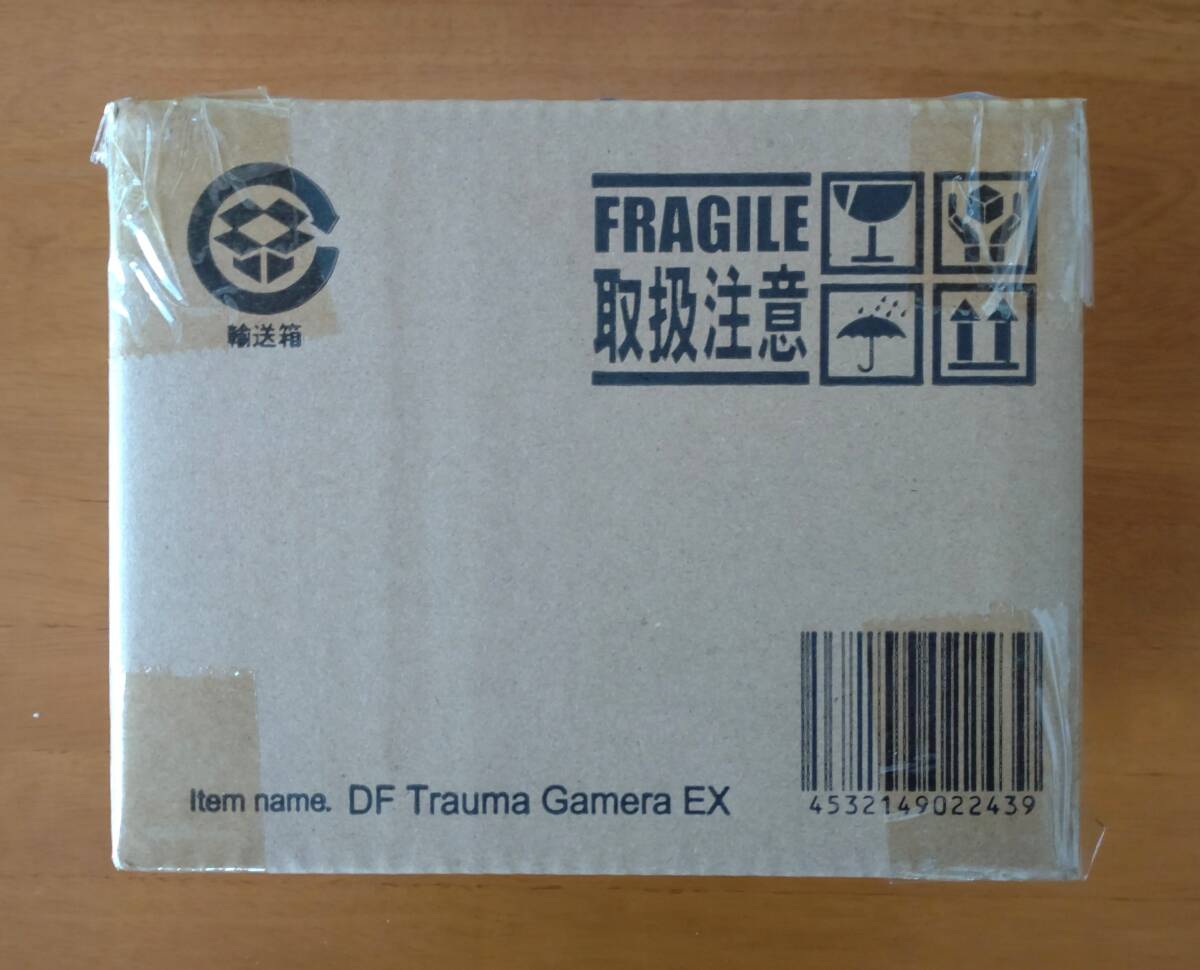 輸送箱
FRAGILE
取扱注意
Item name. DF Trauma Gamera EX
4532149022439